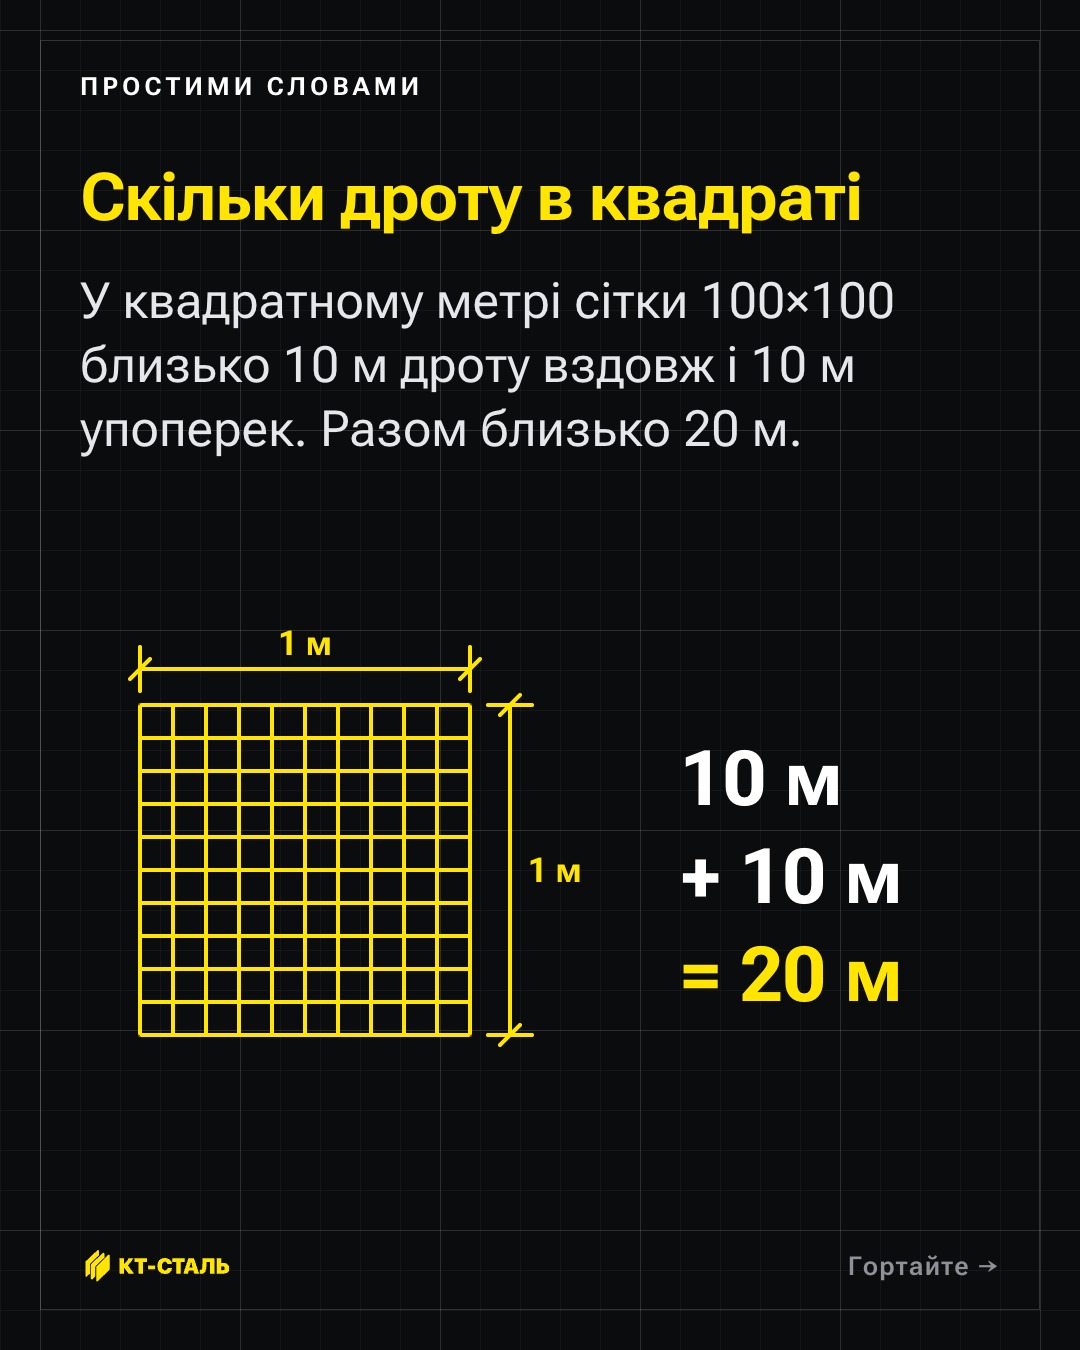 ПРОСТИМИ СЛОВАМИ
Скільки дроту в квадраті
У квадратному метрі сітки 100×100
близько 10 м дроту вздовж і 10 м
упоперек. Разом близько 20 м.
1 м
1 м
10 м
+ 10 м
= 20 м
КТ-СТАЛЬ
Гортайте →